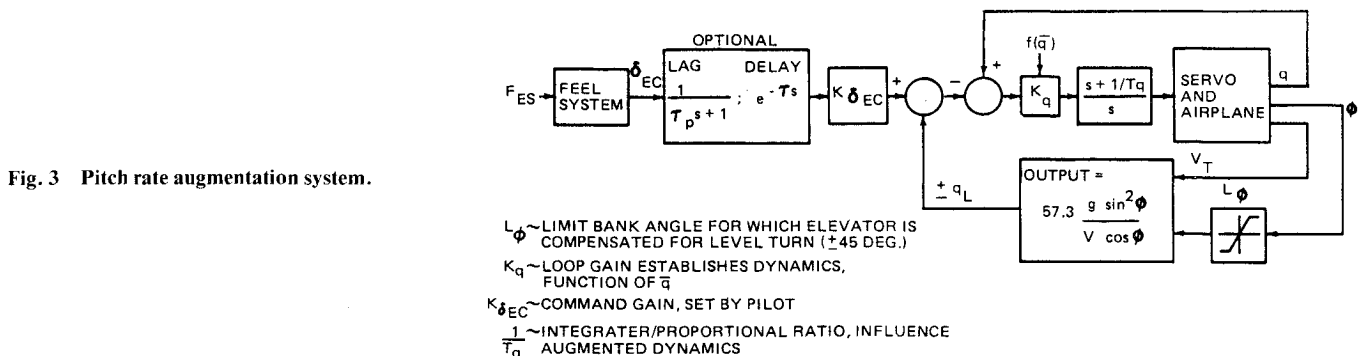 OPTIONAL
F_ES
FEEL SYSTEM
δ_EC
LAG DELAY
1 / τ_p s + 1 ; e^-τs
K δ_EC
+
−
+
f(q̄)
K_q
s + 1/Tq / s
SERVO AND AIRPLANE
q
ϕ
V_T
L_ϕ
OUTPUT =
57.3 g sin²ϕ / V cos ϕ
± q_L
Fig. 3 Pitch rate augmentation system.
L_ϕ~LIMIT BANK ANGLE FOR WHICH ELEVATOR IS
COMPENSATED FOR LEVEL TURN (±45 DEG.)
K_q~LOOP GAIN ESTABLISHES DYNAMICS,
FUNCTION OF q̄
K_δEC~COMMAND GAIN, SET BY PILOT
1/T_q~INTEGRATER/PROPORTIONAL RATIO, INFLUENCE
AUGMENTED DYNAMICS